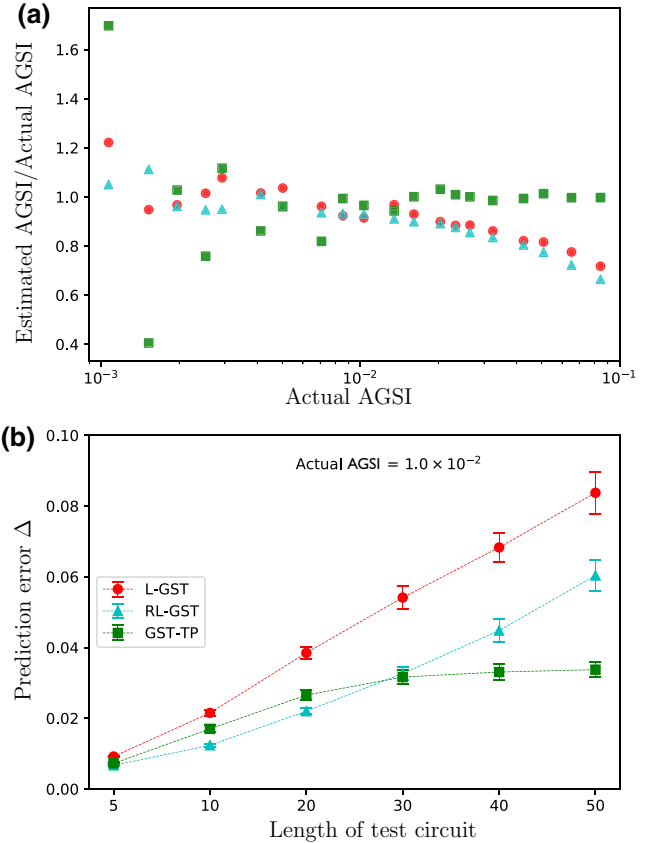 (a)
Estimated AGSI/Actual AGSI
1.6
1.4
1.2
1.0
0.8
0.6
0.4
10⁻³
10⁻²
10⁻¹
Actual AGSI
(b)
Prediction error Δ
0.10
0.08
0.06
0.04
0.02
0.00
Actual AGSI = 1.0 × 10⁻²
L-GST
RL-GST
GST-TP
5
10
20
30
40
50
Length of test circuit